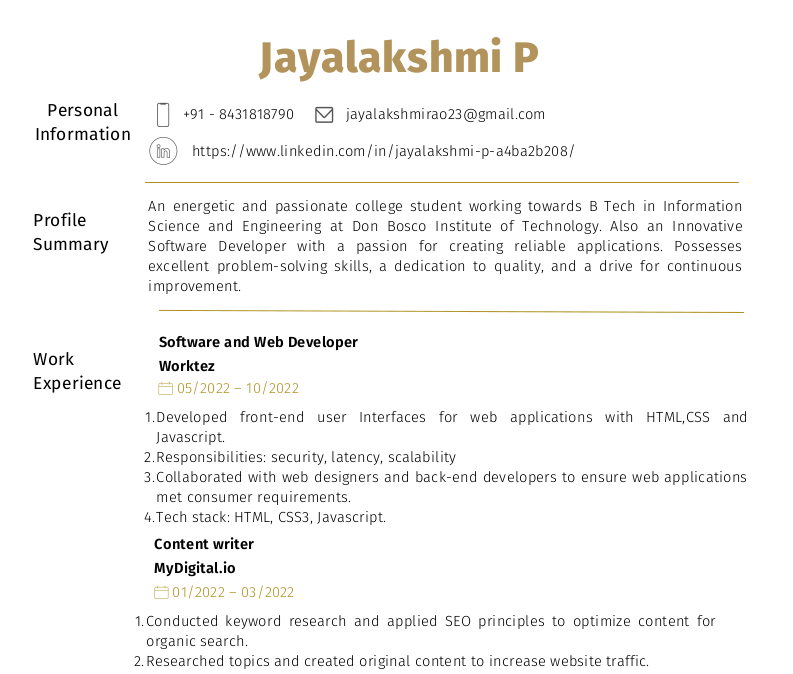 Jayalakshmi P
Personal
Information
+91 - 8431818790 jayalakshmirao23@gmail.com
in https://www.linkedin.com/in/jayalakshmi-p-a4ba2b208/
Profile
Summary
An energetic and passionate college student working towards B Tech in Information
Science and Engineering at Don Bosco Institute of Technology. Also an Innovative
Software Developer with a passion for creating reliable applications. Possesses
excellent problem-solving skills, a dedication to quality, and a drive for continuous
improvement.
Work
Experience
Software and Web Developer
Worktez
05/2022 – 10/2022
1.Developed front-end user Interfaces for web applications with HTML,CSS and
Javascript.
2.Responsibilities: security, latency, scalability
3.Collaborated with web designers and back-end developers to ensure web applications
met consumer requirements.
4.Tech stack: HTML, CSS3, Javascript.
Content writer
MyDigital.io
01/2022 – 03/2022
1.Conducted keyword research and applied SEO principles to optimize content for
organic search.
2.Researched topics and created original content to increase website traffic.